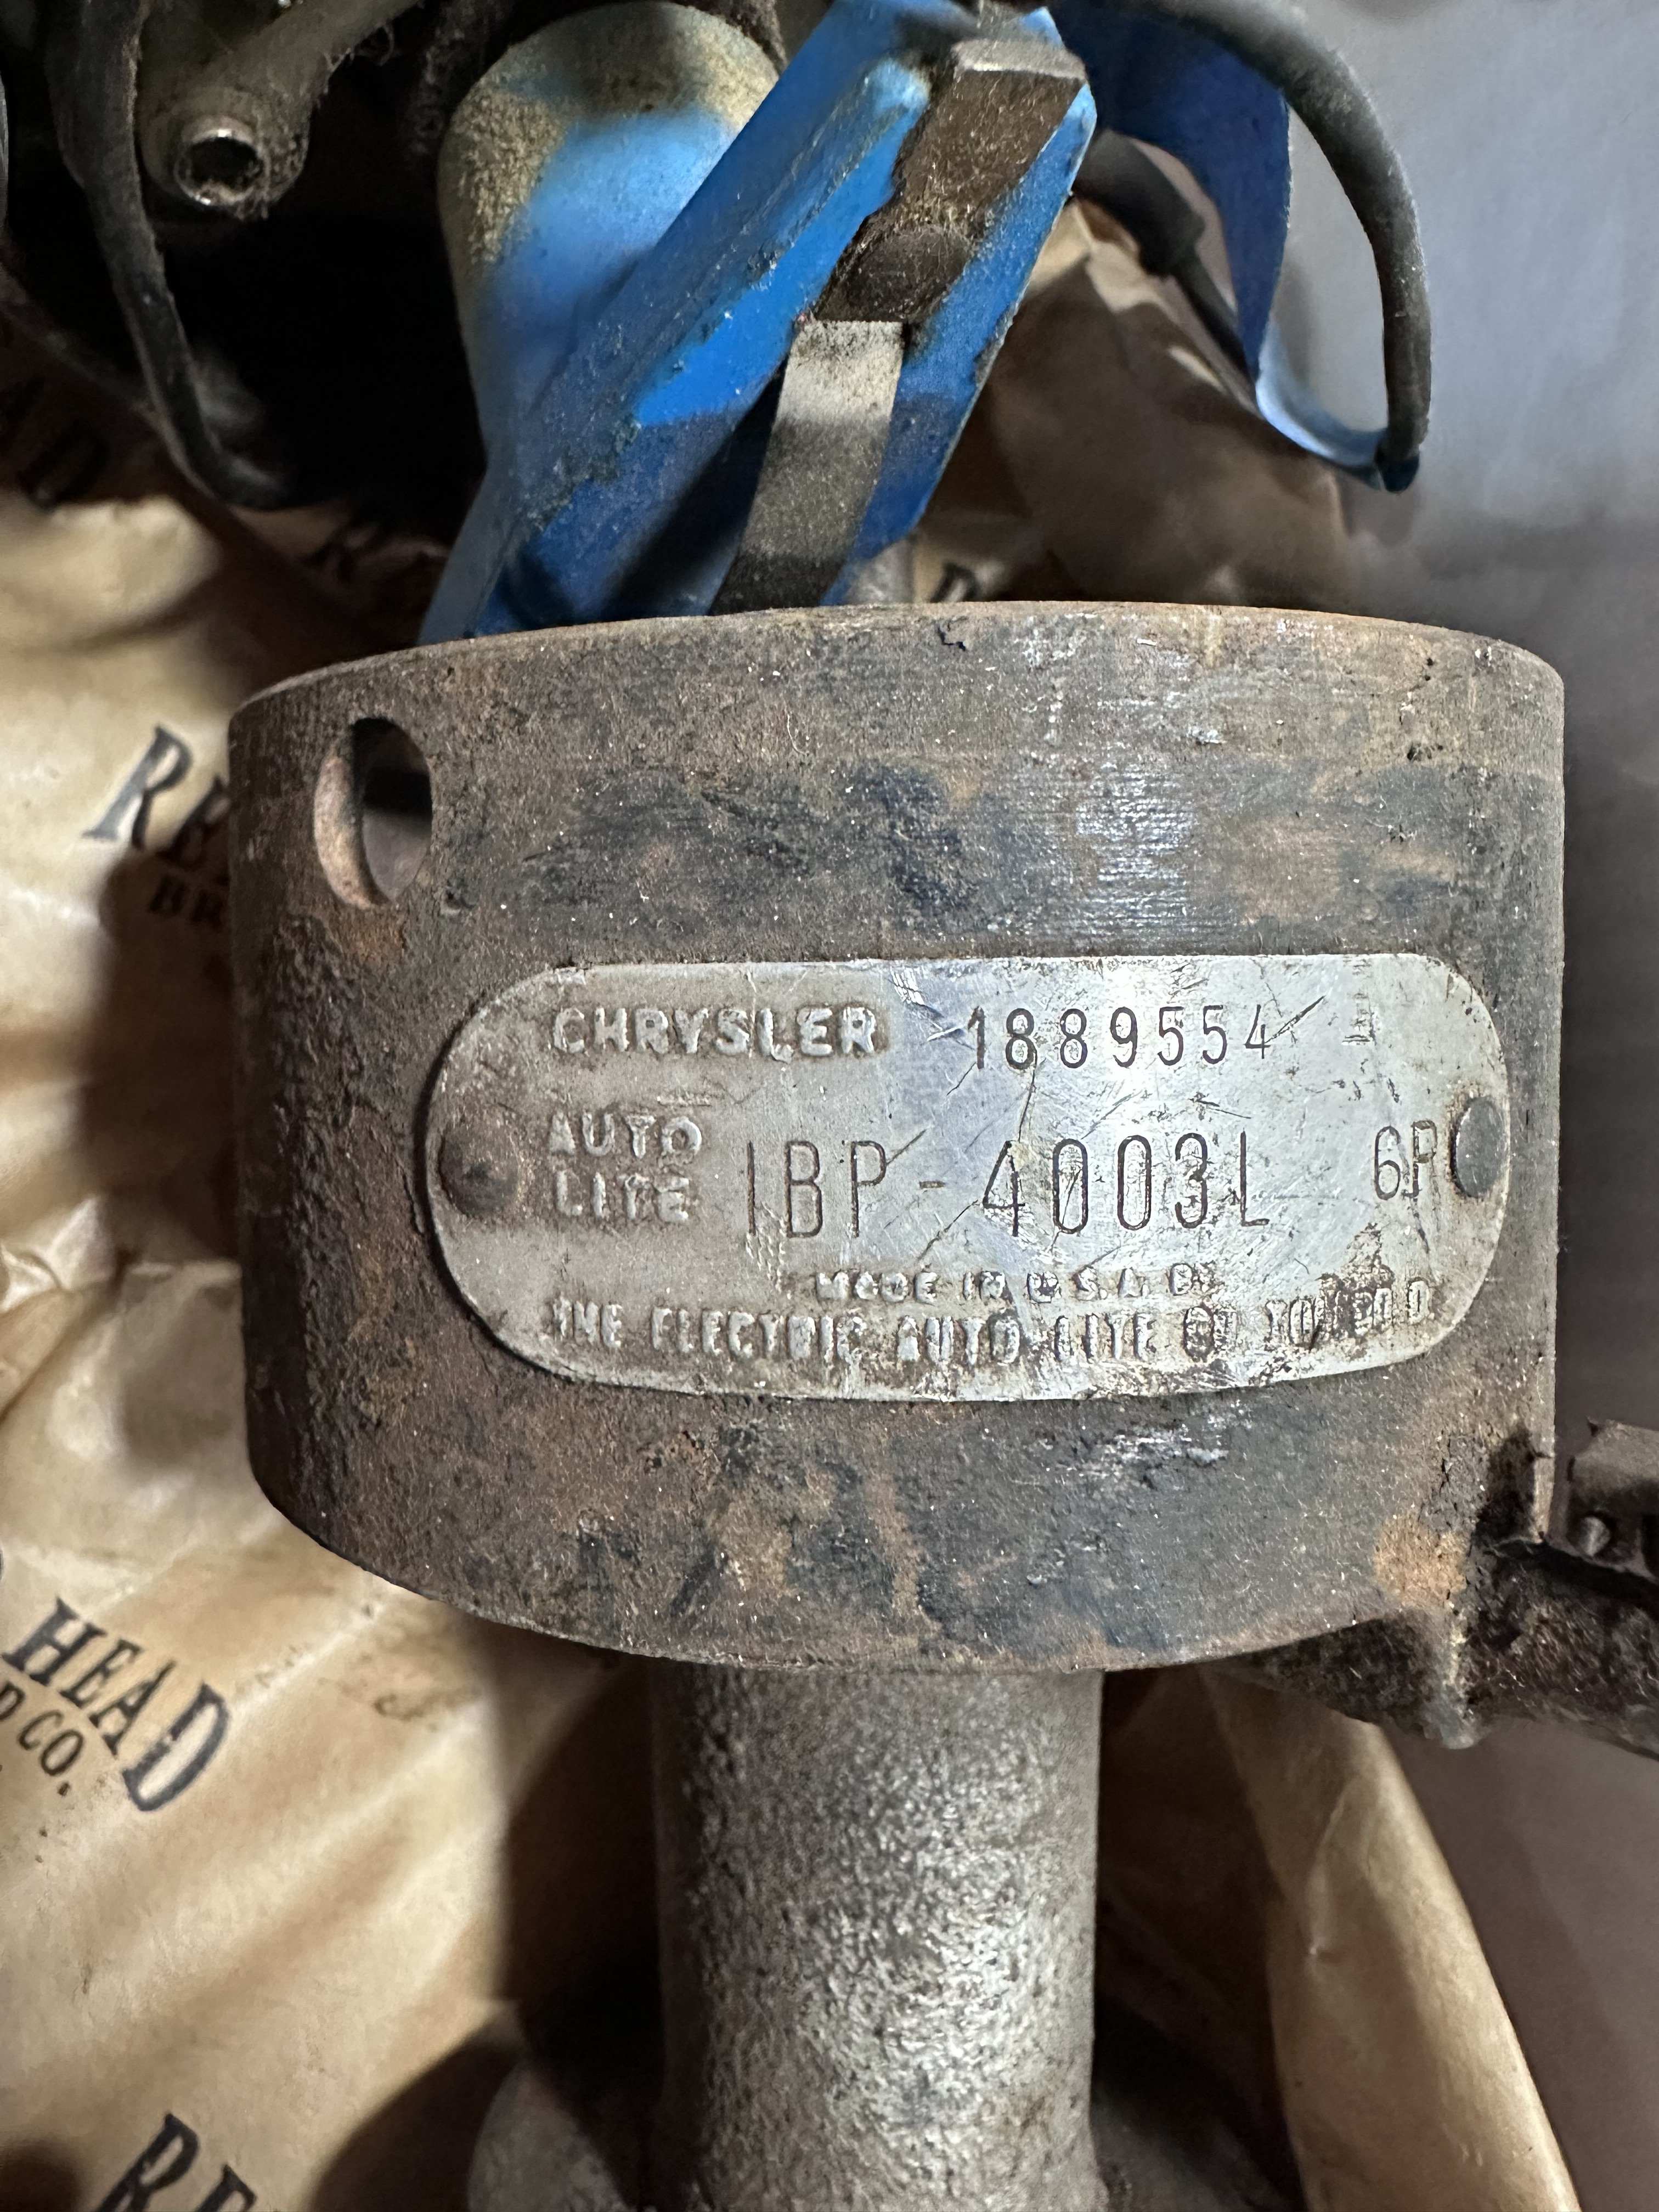 CHRYSLER 1889554
AUTO LITE IBP-4003L 6P
MADE IN U.S.A. BY
THE ELECTRIC AUTO-LITE CO. TOLEDO O.
HEAD
CO.